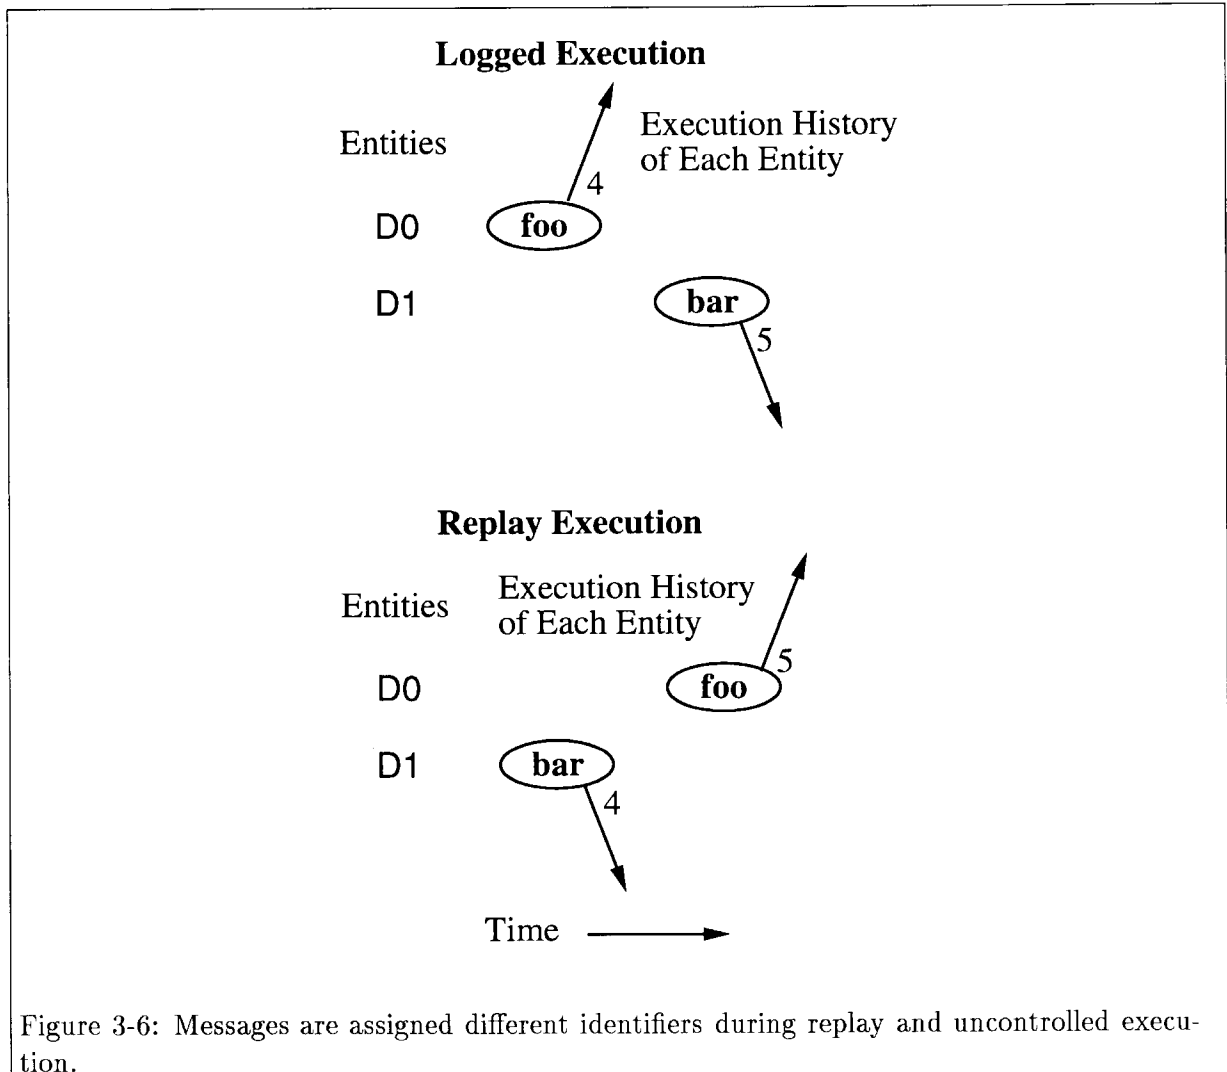 Logged Execution
Execution History
of Each Entity
Entities
4
D0
foo
D1
bar
5
Replay Execution
Execution History
of Each Entity
Entities
5
D0
foo
D1
bar
4
Time
Figure 3-6: Messages are assigned different identifiers during replay and uncontrolled execu-
tion.